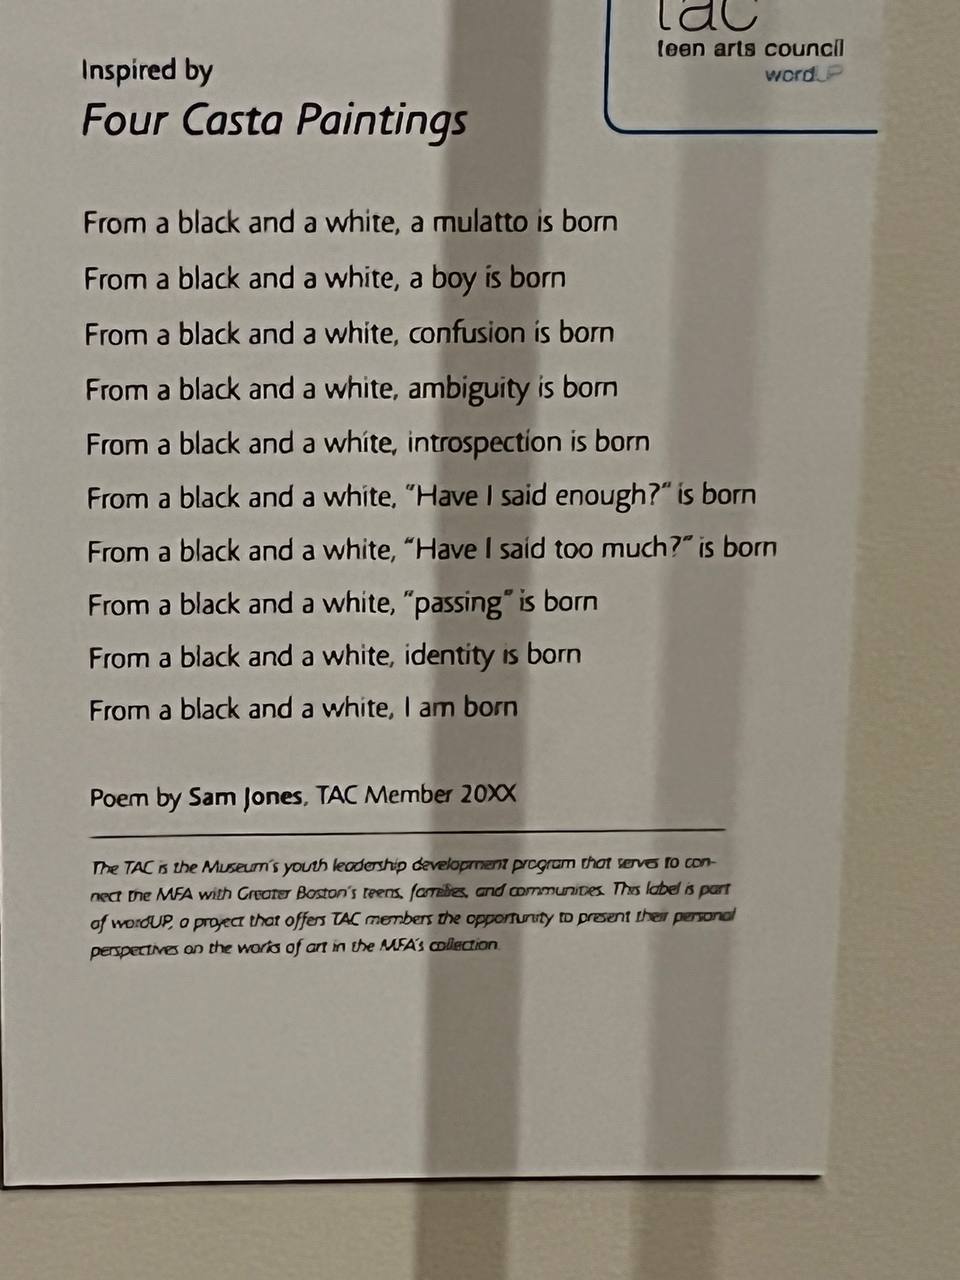 tac
teen arts council
wordUP
Inspired by
Four Casta Paintings
From a black and a white, a mulatto is born
From a black and a white, a boy is born
From a black and a white, confusion is born
From a black and a white, ambiguity is born
From a black and a white, introspection is born
From a black and a white, “Have I said enough?” is born
From a black and a white, “Have I said too much?” is born
From a black and a white, “passing” is born
From a black and a white, identity is born
From a black and a white, I am born
Poem by Sam Jones, TAC Member 20XX
The TAC is the Museum's youth leadership development program that serves to con-
nect the MFA with Greater Boston's teens, families, and communities. This label is part
of wordUP, a project that offers TAC members the opportunity to present their personal
perspectives on the works of art in the MFA's collection.